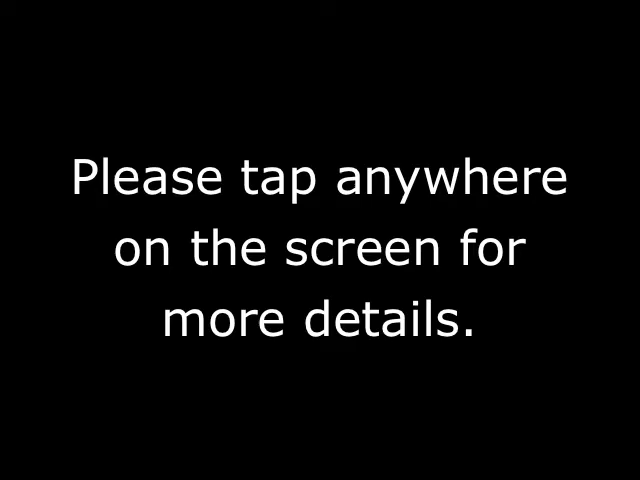 Please tap anywhere
on the screen for
more details.